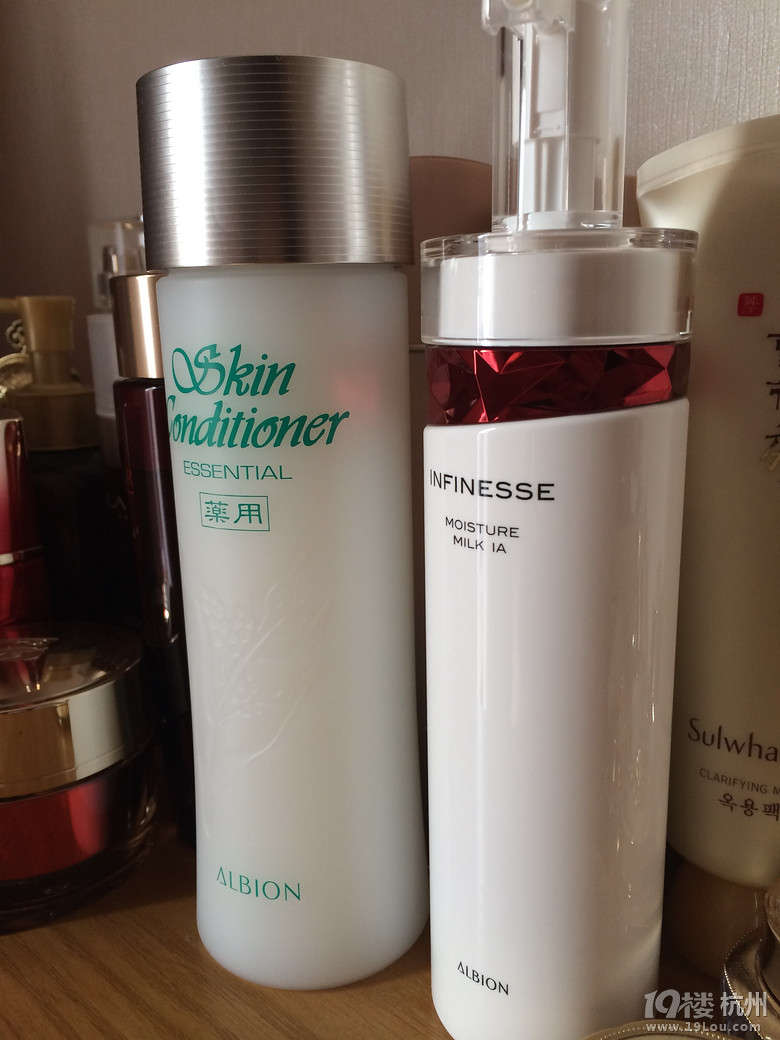 Skin
Conditioner
ESSENTIAL
薬用
ALBION
INFINESSE
MOISTURE
MILK IA
ALBION
Sulwha
CLARIFYING M
옥용팩
19楼 杭州
www.19Lou.com